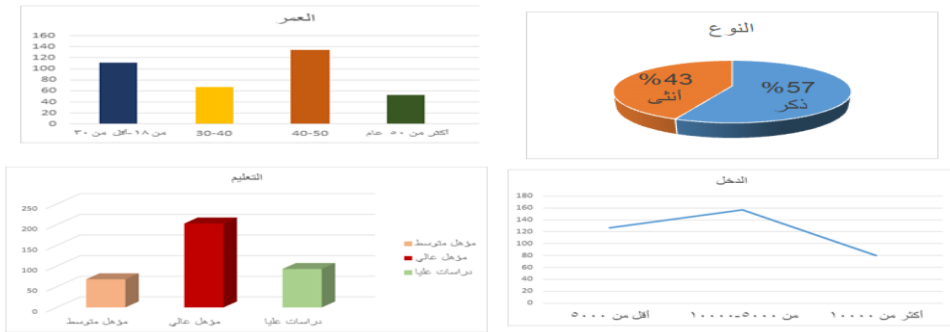 العمر
160
140
120
100
80
60
40
20
0
من ١٨-أقل من ٣٠
30-40
40-50
أكثر من ٥٠ عام
النوع
%43
انثى
%57
ذكر
التعليم
250
200
150
100
50
0
مؤهل متوسط
مؤهل عالي
دراسات عليا
مؤهل متوسط
مؤهل عالي
دراسات عليا
الدخل
180
160
140
120
100
80
60
40
20
0
أقل من ٥٠٠٠
من ٥٠٠٠-١٠٠٠٠
أكثر من ١٠٠٠٠